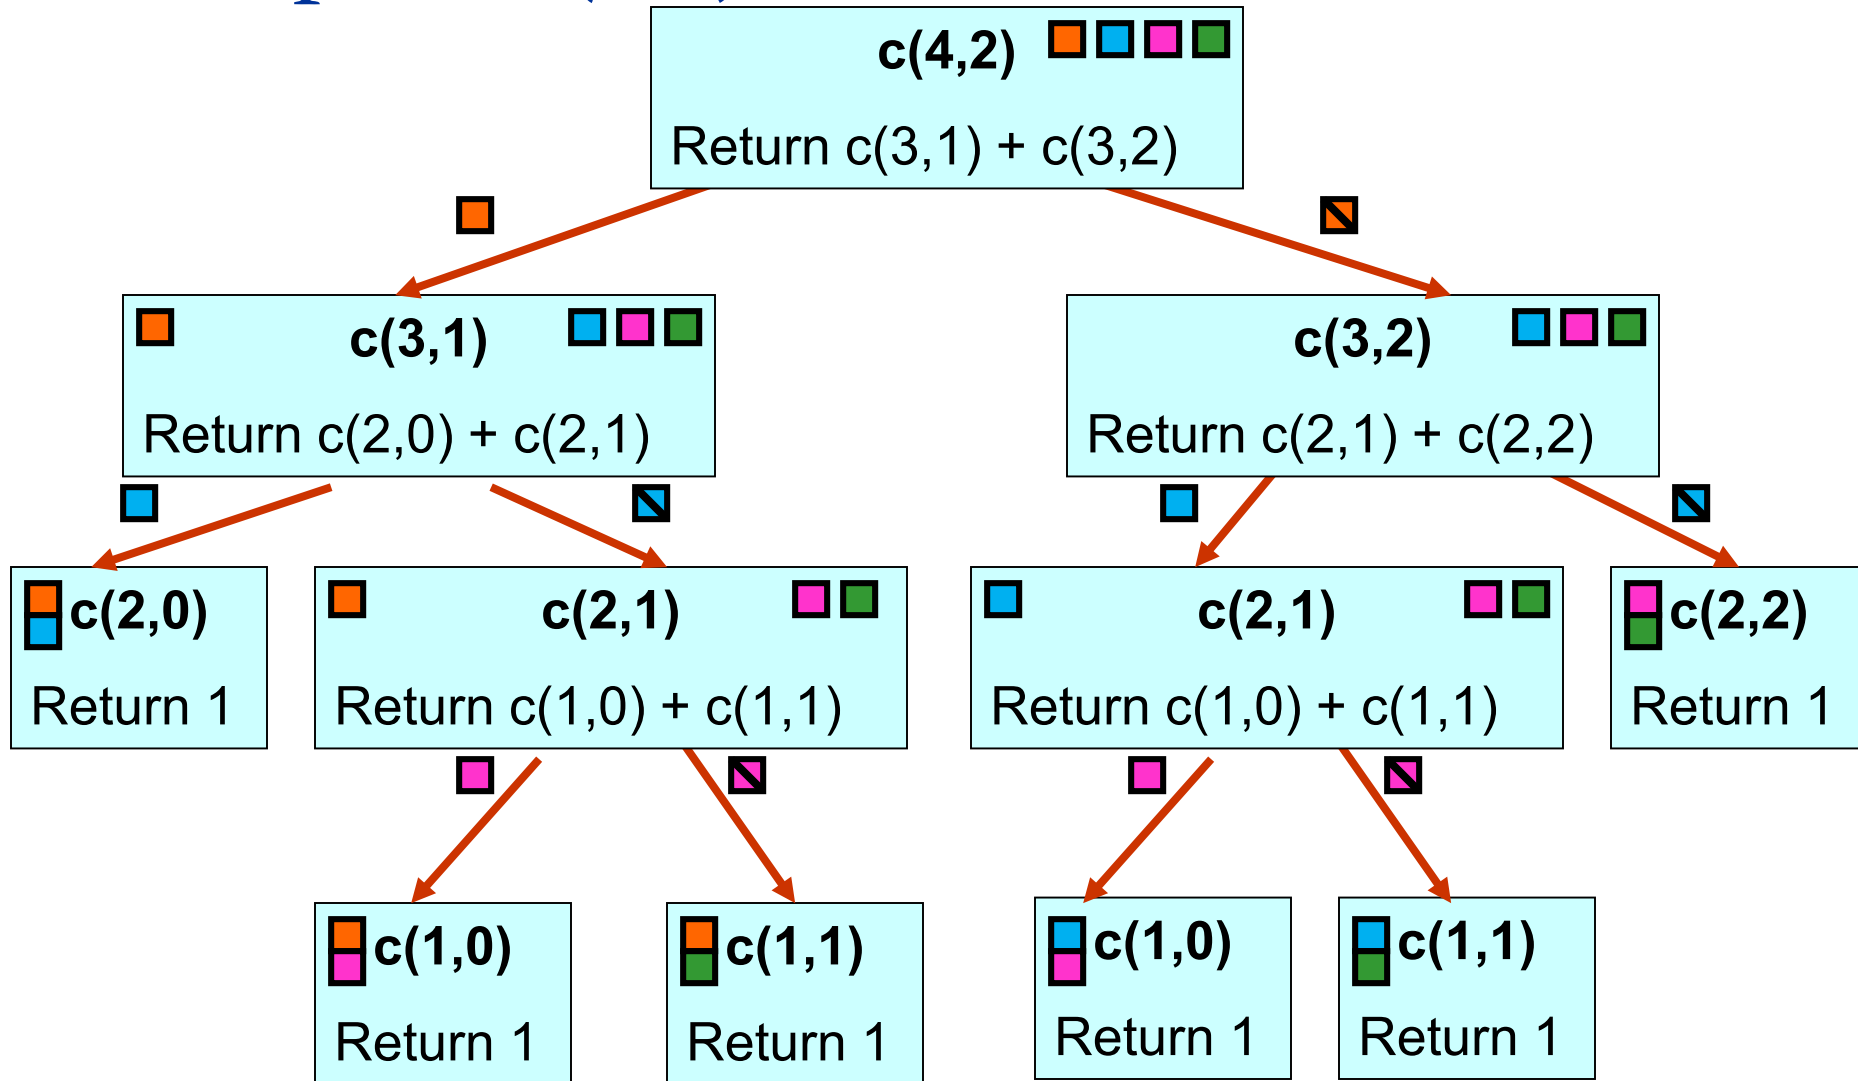 c(4,2)
Return c(3,1) + c(3,2)
c(3,1)
Return c(2,0) + c(2,1)
c(3,2)
Return c(2,1) + c(2,2)
c(2,0)
Return 1
c(2,1)
Return c(1,0) + c(1,1)
c(2,1)
Return c(1,0) + c(1,1)
c(2,2)
Return 1
c(1,0)
Return 1
c(1,1)
Return 1
c(1,0)
Return 1
c(1,1)
Return 1